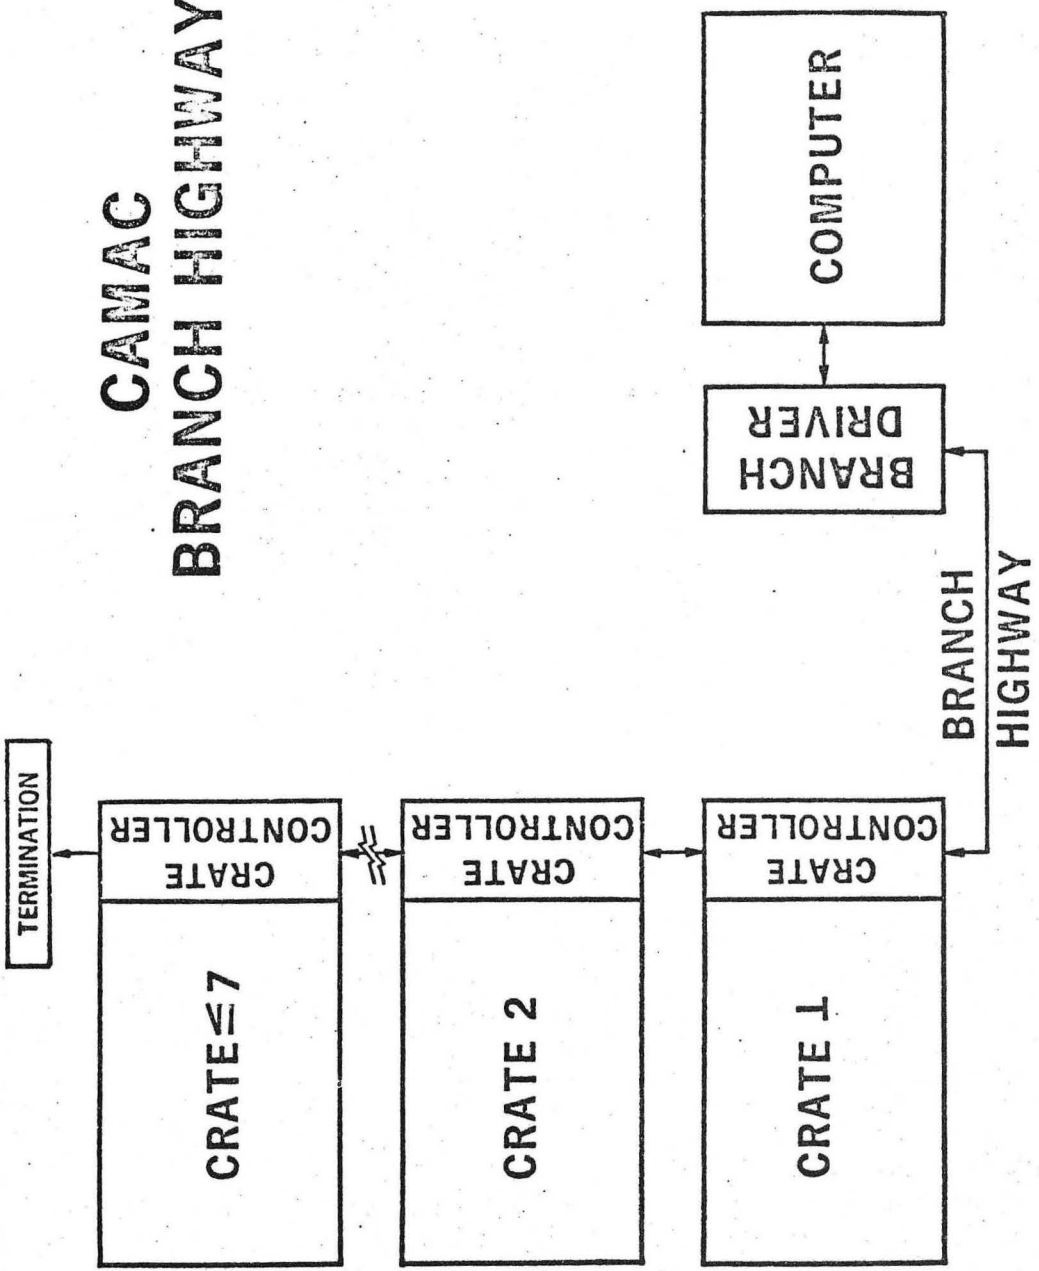 CAMAC
BRANCH HIGHWAY
TERMINATION
CRATE
CONTROLLER
CRATE≤7
CRATE
CONTROLLER
CRATE 2
CRATE
CONTROLLER
CRATE 1
BRANCH
HIGHWAY
BRANCH
DRIVER
COMPUTER